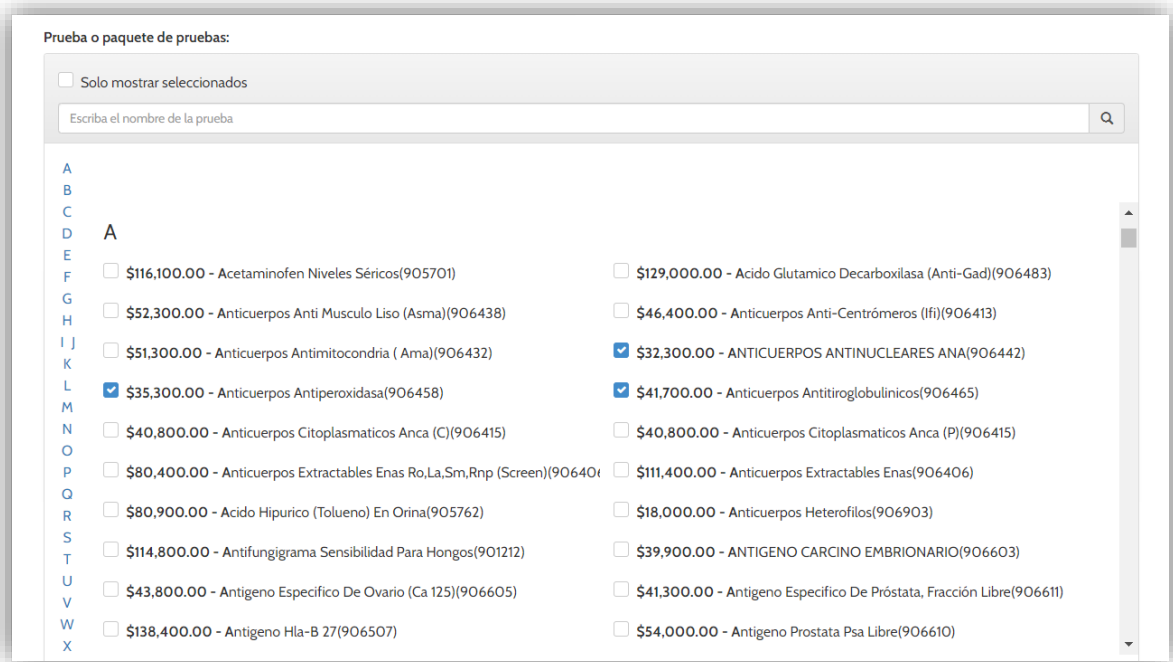 Prueba o paquete de pruebas:
Solo mostrar seleccionados
Escriba el nombre de la prueba
A
B
C
D
E
F
G
H
I J
K
L
M
N
O
P
Q
R
S
T
U
V
W
X
A
$116,100.00 - Acetaminofen Niveles Séricos(905701)
$129,000.00 - Acido Glutamico Decarboxilasa (Anti-Gad)(906483)
$52,300.00 - Anticuerpos Anti Musculo Liso (Asma)(906438)
$46,400.00 - Anticuerpos Anti-Centrómeros (Ifi)(906413)
$51,300.00 - Anticuerpos Antimitocondria ( Ama)(906432)
$32,300.00 - ANTICUERPOS ANTINUCLEARES ANA(906442)
$35,300.00 - Anticuerpos Antiperoxidasa(906458)
$41,700.00 - Anticuerpos Antitiroglobulinicos(906465)
$40,800.00 - Anticuerpos Citoplasmaticos Anca (C)(906415)
$40,800.00 - Anticuerpos Citoplasmaticos Anca (P)(906415)
$80,400.00 - Anticuerpos Extractables Enas Ro,La,Sm,Rnp (Screen)(906406
$111,400.00 - Anticuerpos Extractables Enas(906406)
$80,900.00 - Acido Hipurico (Tolueno) En Orina(905762)
$18,000.00 - Anticuerpos Heterofilos(906903)
$114,800.00 - Antifungigrama Sensibilidad Para Hongos(901212)
$39,900.00 - ANTIGENO CARCINO EMBRIONARIO(906603)
$43,800.00 - Antigeno Especifico De Ovario (Ca 125)(906605)
$41,300.00 - Antigeno Especifico De Próstata, Fracción Libre(906611)
$138,400.00 - Antigeno Hla-B 27(906507)
$54,000.00 - Antigeno Prostata Psa Libre(906610)